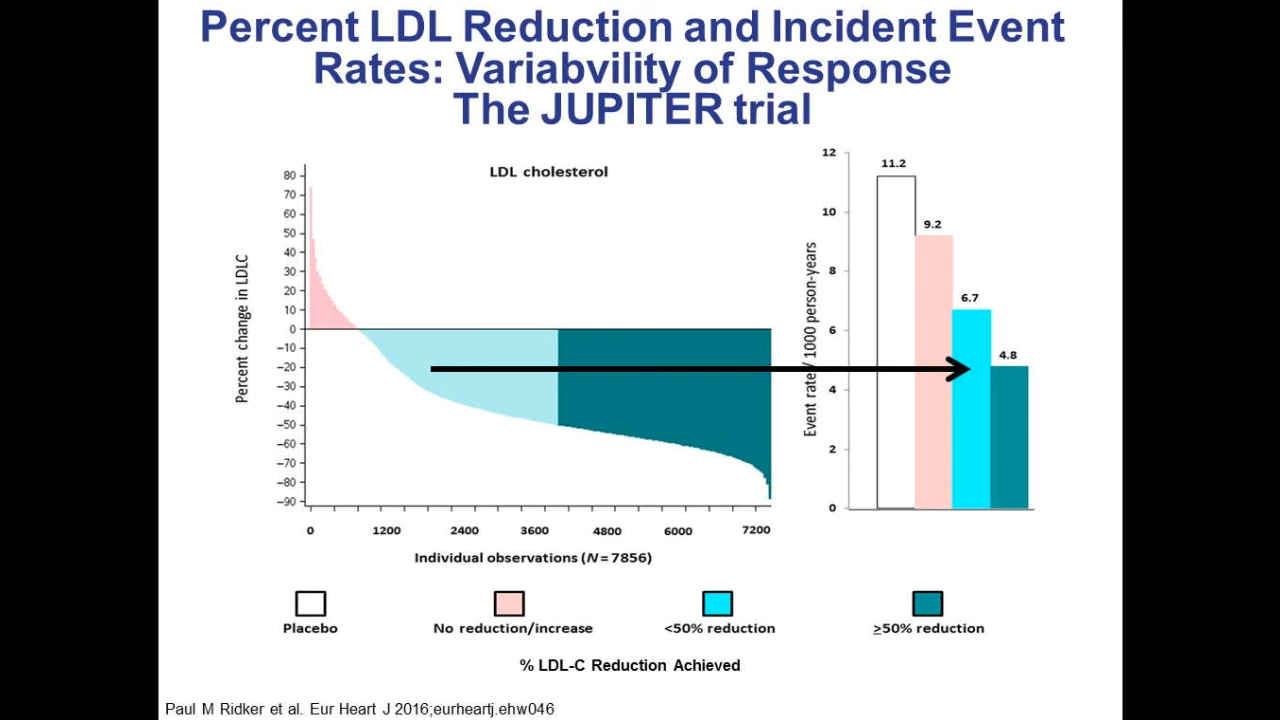 Percent LDL Reduction and Incident Event
Rates: Variabvility of Response
The JUPITER trial
LDL cholesterol
Percent change in LDLC
80
70
60
50
40
30
20
10
0
−10
−20
−30
−40
−50
−60
−70
−80
−90
0 1200 2400 3600 4800 6000 7200
Individual observations (N=7856)
Event rate / 1000 person-years
12
10
8
6
4
2
0
11.2
9.2
6.7
4.8
Placebo
No reduction/increase
<50% reduction
≥50% reduction
% LDL-C Reduction Achieved
Paul M Ridker et al. Eur Heart J 2016;eurheartj.ehw046